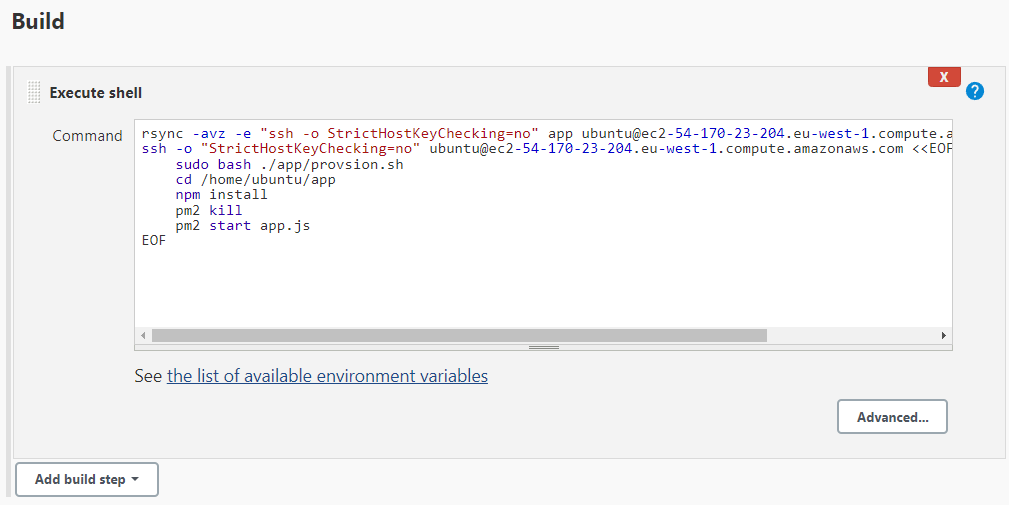 Build
X
Execute shell
?
Command
rsync -avz -e "ssh -o StrictHostKeyChecking=no" app ubuntu@ec2-54-170-23-204.eu-west-1.compute.a
ssh -o "StrictHostKeyChecking=no" ubuntu@ec2-54-170-23-204.eu-west-1.compute.amazonaws.com <<EOF
sudo bash ./app/provsion.sh
cd /home/ubuntu/app
npm install
pm2 kill
pm2 start app.js
EOF
See the list of available environment variables
Advanced...
Add build step